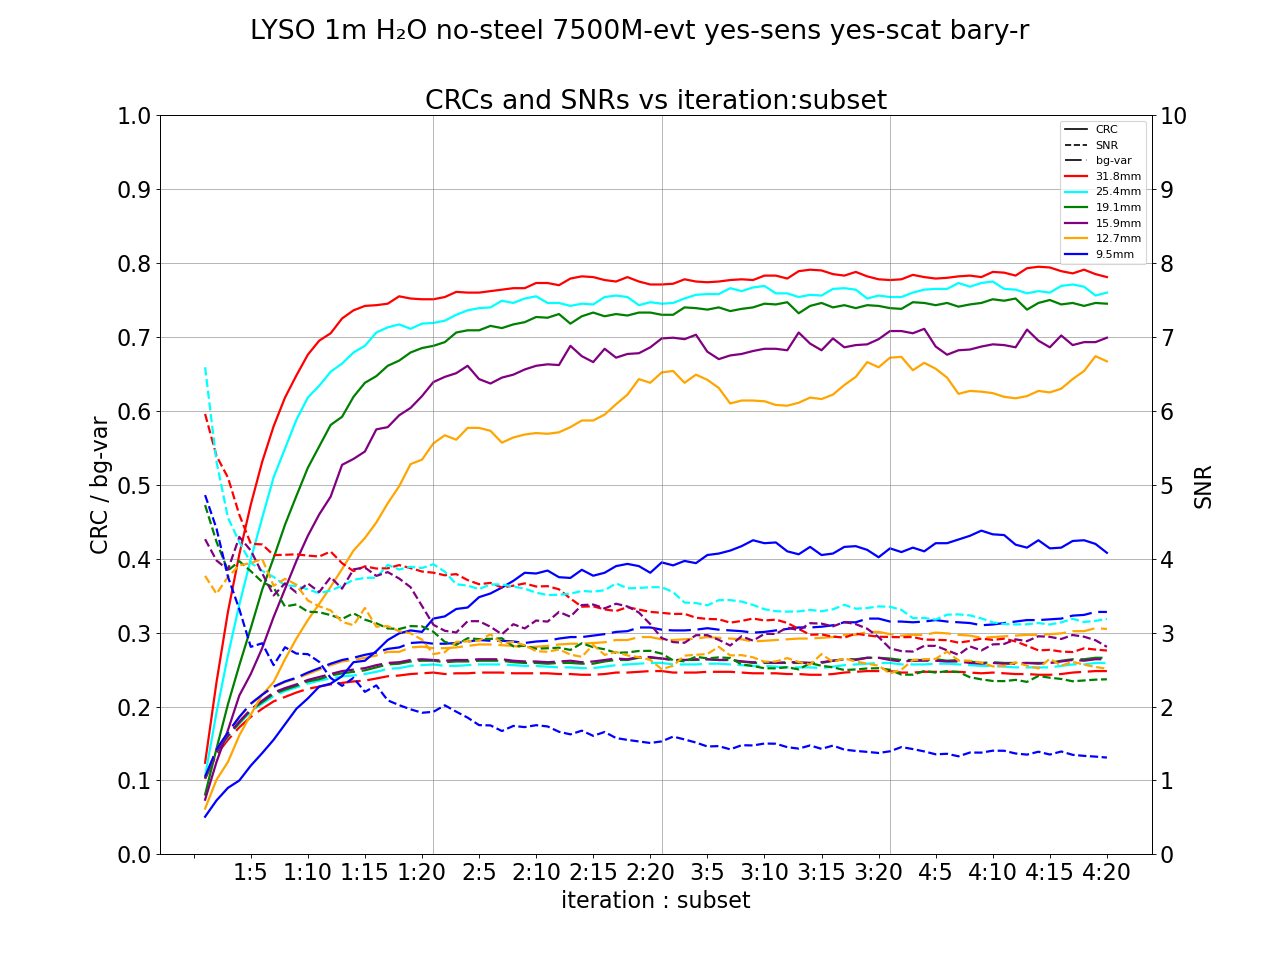 LYSO 1m H₂O no-steel 7500M-evt yes-sens yes-scat bary-r
CRCs and SNRs vs iteration:subset
1.0
0.9
0.8
0.7
0.6
0.5
0.4
0.3
0.2
0.1
0.0
CRC / bg-var
10
9
8
7
6
5
4
3
2
1
0
SNR
CRC
SNR
bg-var
31.8mm
25.4mm
19.1mm
15.9mm
12.7mm
9.5mm
1:5 1:10 1:15 1:20 2:5 2:10 2:15 2:20 3:5 3:10 3:15 3:20 4:5 4:10 4:15 4:20
iteration : subset